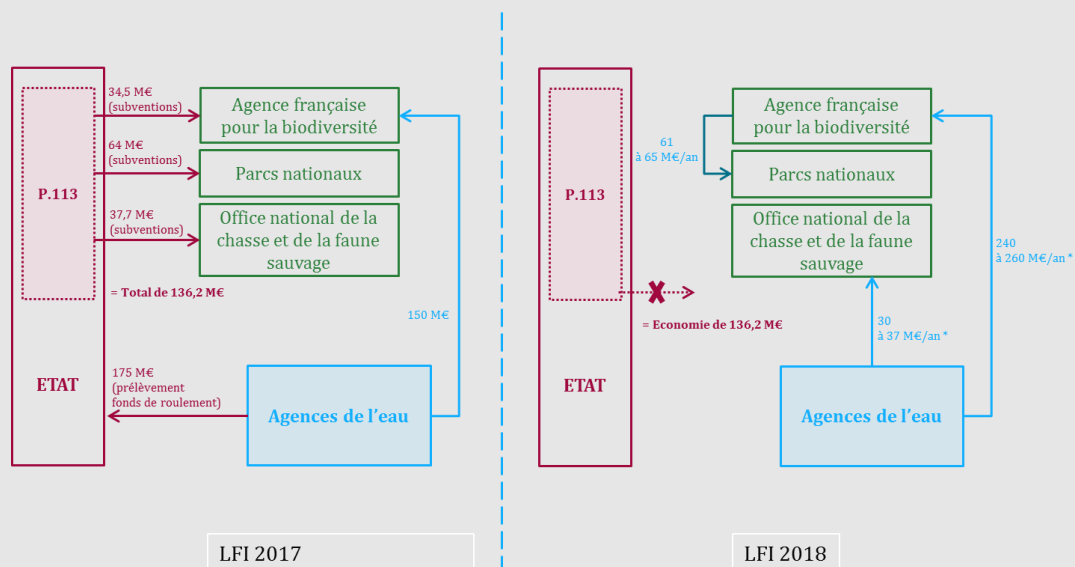 34,5 M€
(subventions)
Agence française
pour la biodiversité
64 M€
(subventions)
Parcs nationaux
P.113
37,7 M€
(subventions)
Office national de la
chasse et de la faune
sauvage
= Total de 136,2 M€
150 M€
ETAT
175 M€
(prélèvement
fonds de roulement)
Agences de l'eau
LFI 2017
Agence française
pour la biodiversité
61
à 65 M€/an
Parcs nationaux
P.113
Office national de la
chasse et de la faune
sauvage
240
à 260 M€/an *
= Economie de 136,2 M€
30
à 37 M€/an *
ETAT
Agences de l'eau
LFI 2018